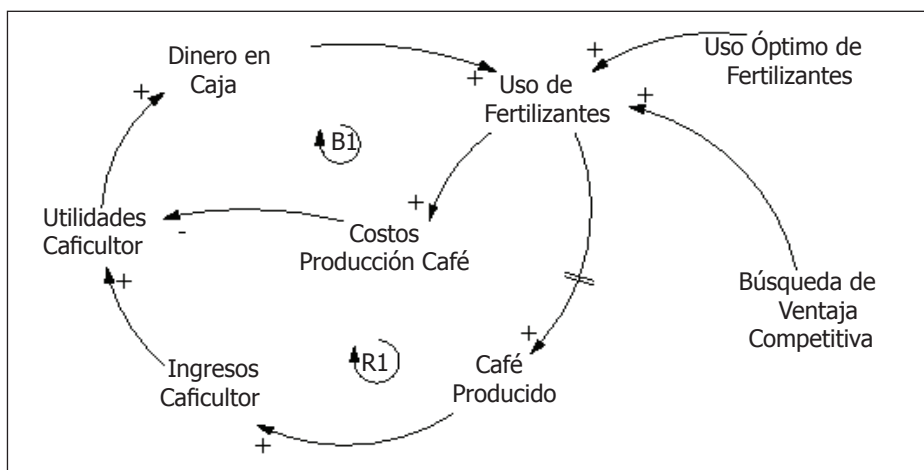 Dinero en
Caja
+
+
Uso de
Fertilizantes
+
Uso Óptimo de
Fertilizantes
+
B1
+
Utilidades
Caficultor
-
Costos
Producción Café
+
Búsqueda de
Ventaja
Competitiva
R1
+
Ingresos
Caficultor
Café
Producido
+